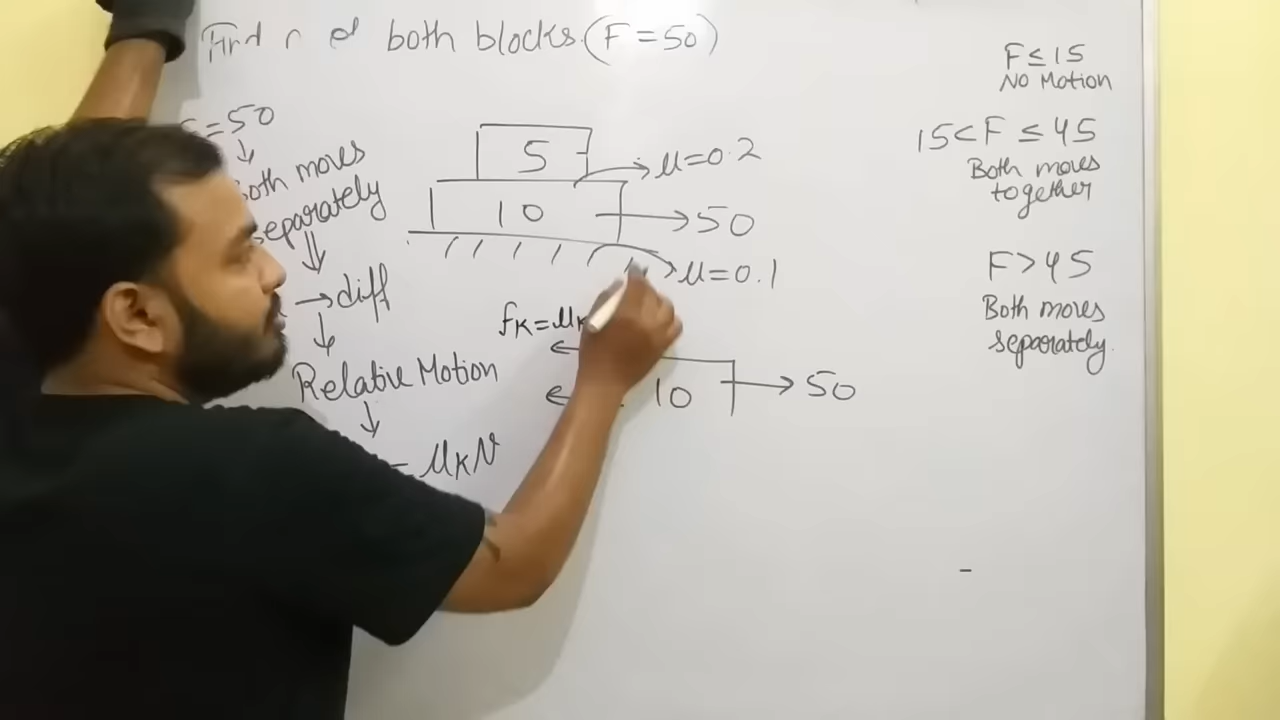 Find of both blocks. (F = 50)
= 50
both moves
separately
→ diff
Relative Motion
= μₖN
5
μ = 0.2
10
50
μ = 0.1
fₖ = μₖ
10
50
F ≤ 15
No Motion
15 < F ≤ 45
Both moves
together
F > 45
Both moves
separately.